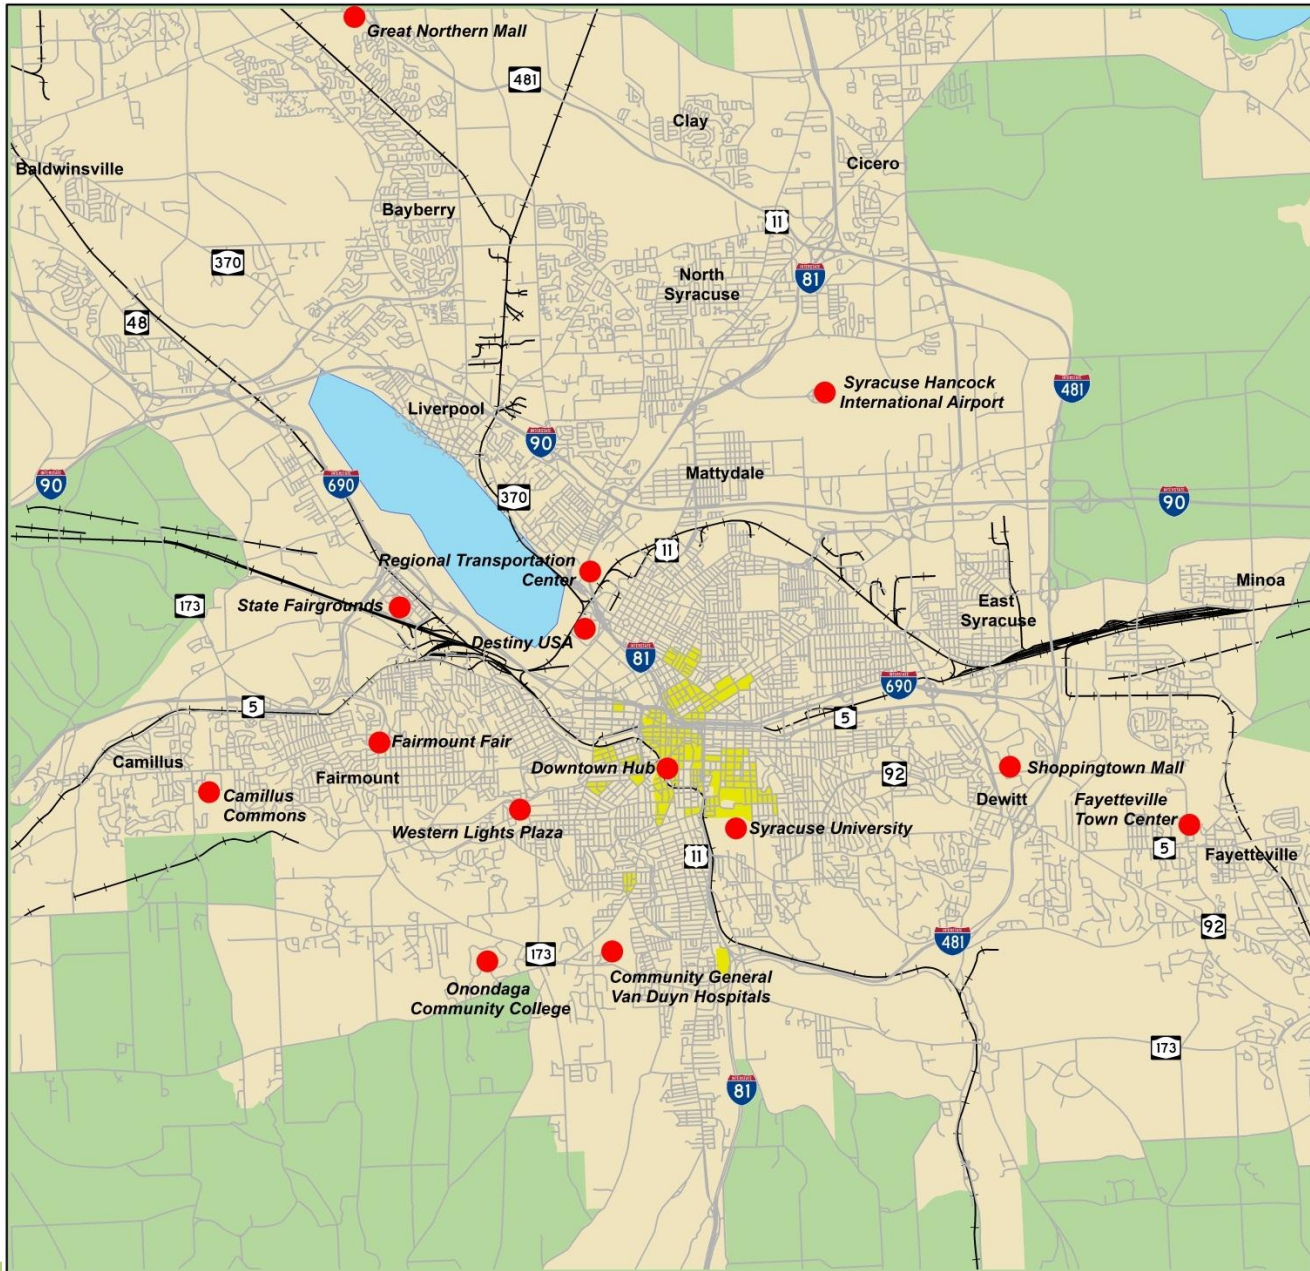 Great Northern Mall
481
Clay
Cicero
Baldwinsville
Bayberry
11
370
81
North
Syracuse
48
Syracuse Hancock
International Airport
INTERSTATE
481
Liverpool
90
Mattydale
90
690
370
90
11
Regional Transportation
Center
State Fairgrounds
173
Minoa
East
Syracuse
Destiny USA
81
690
5
5
Fairmount Fair
Camillus
Fairmount
Downtown Hub
92
Shoppingtown Mall
Camillus
Commons
Dewitt
Fayetteville
Town Center
Western Lights Plaza
Syracuse University
11
5
Fayetteville
92
481
173
Community General
Van Duyn Hospitals
Onondaga
Community College
173
81